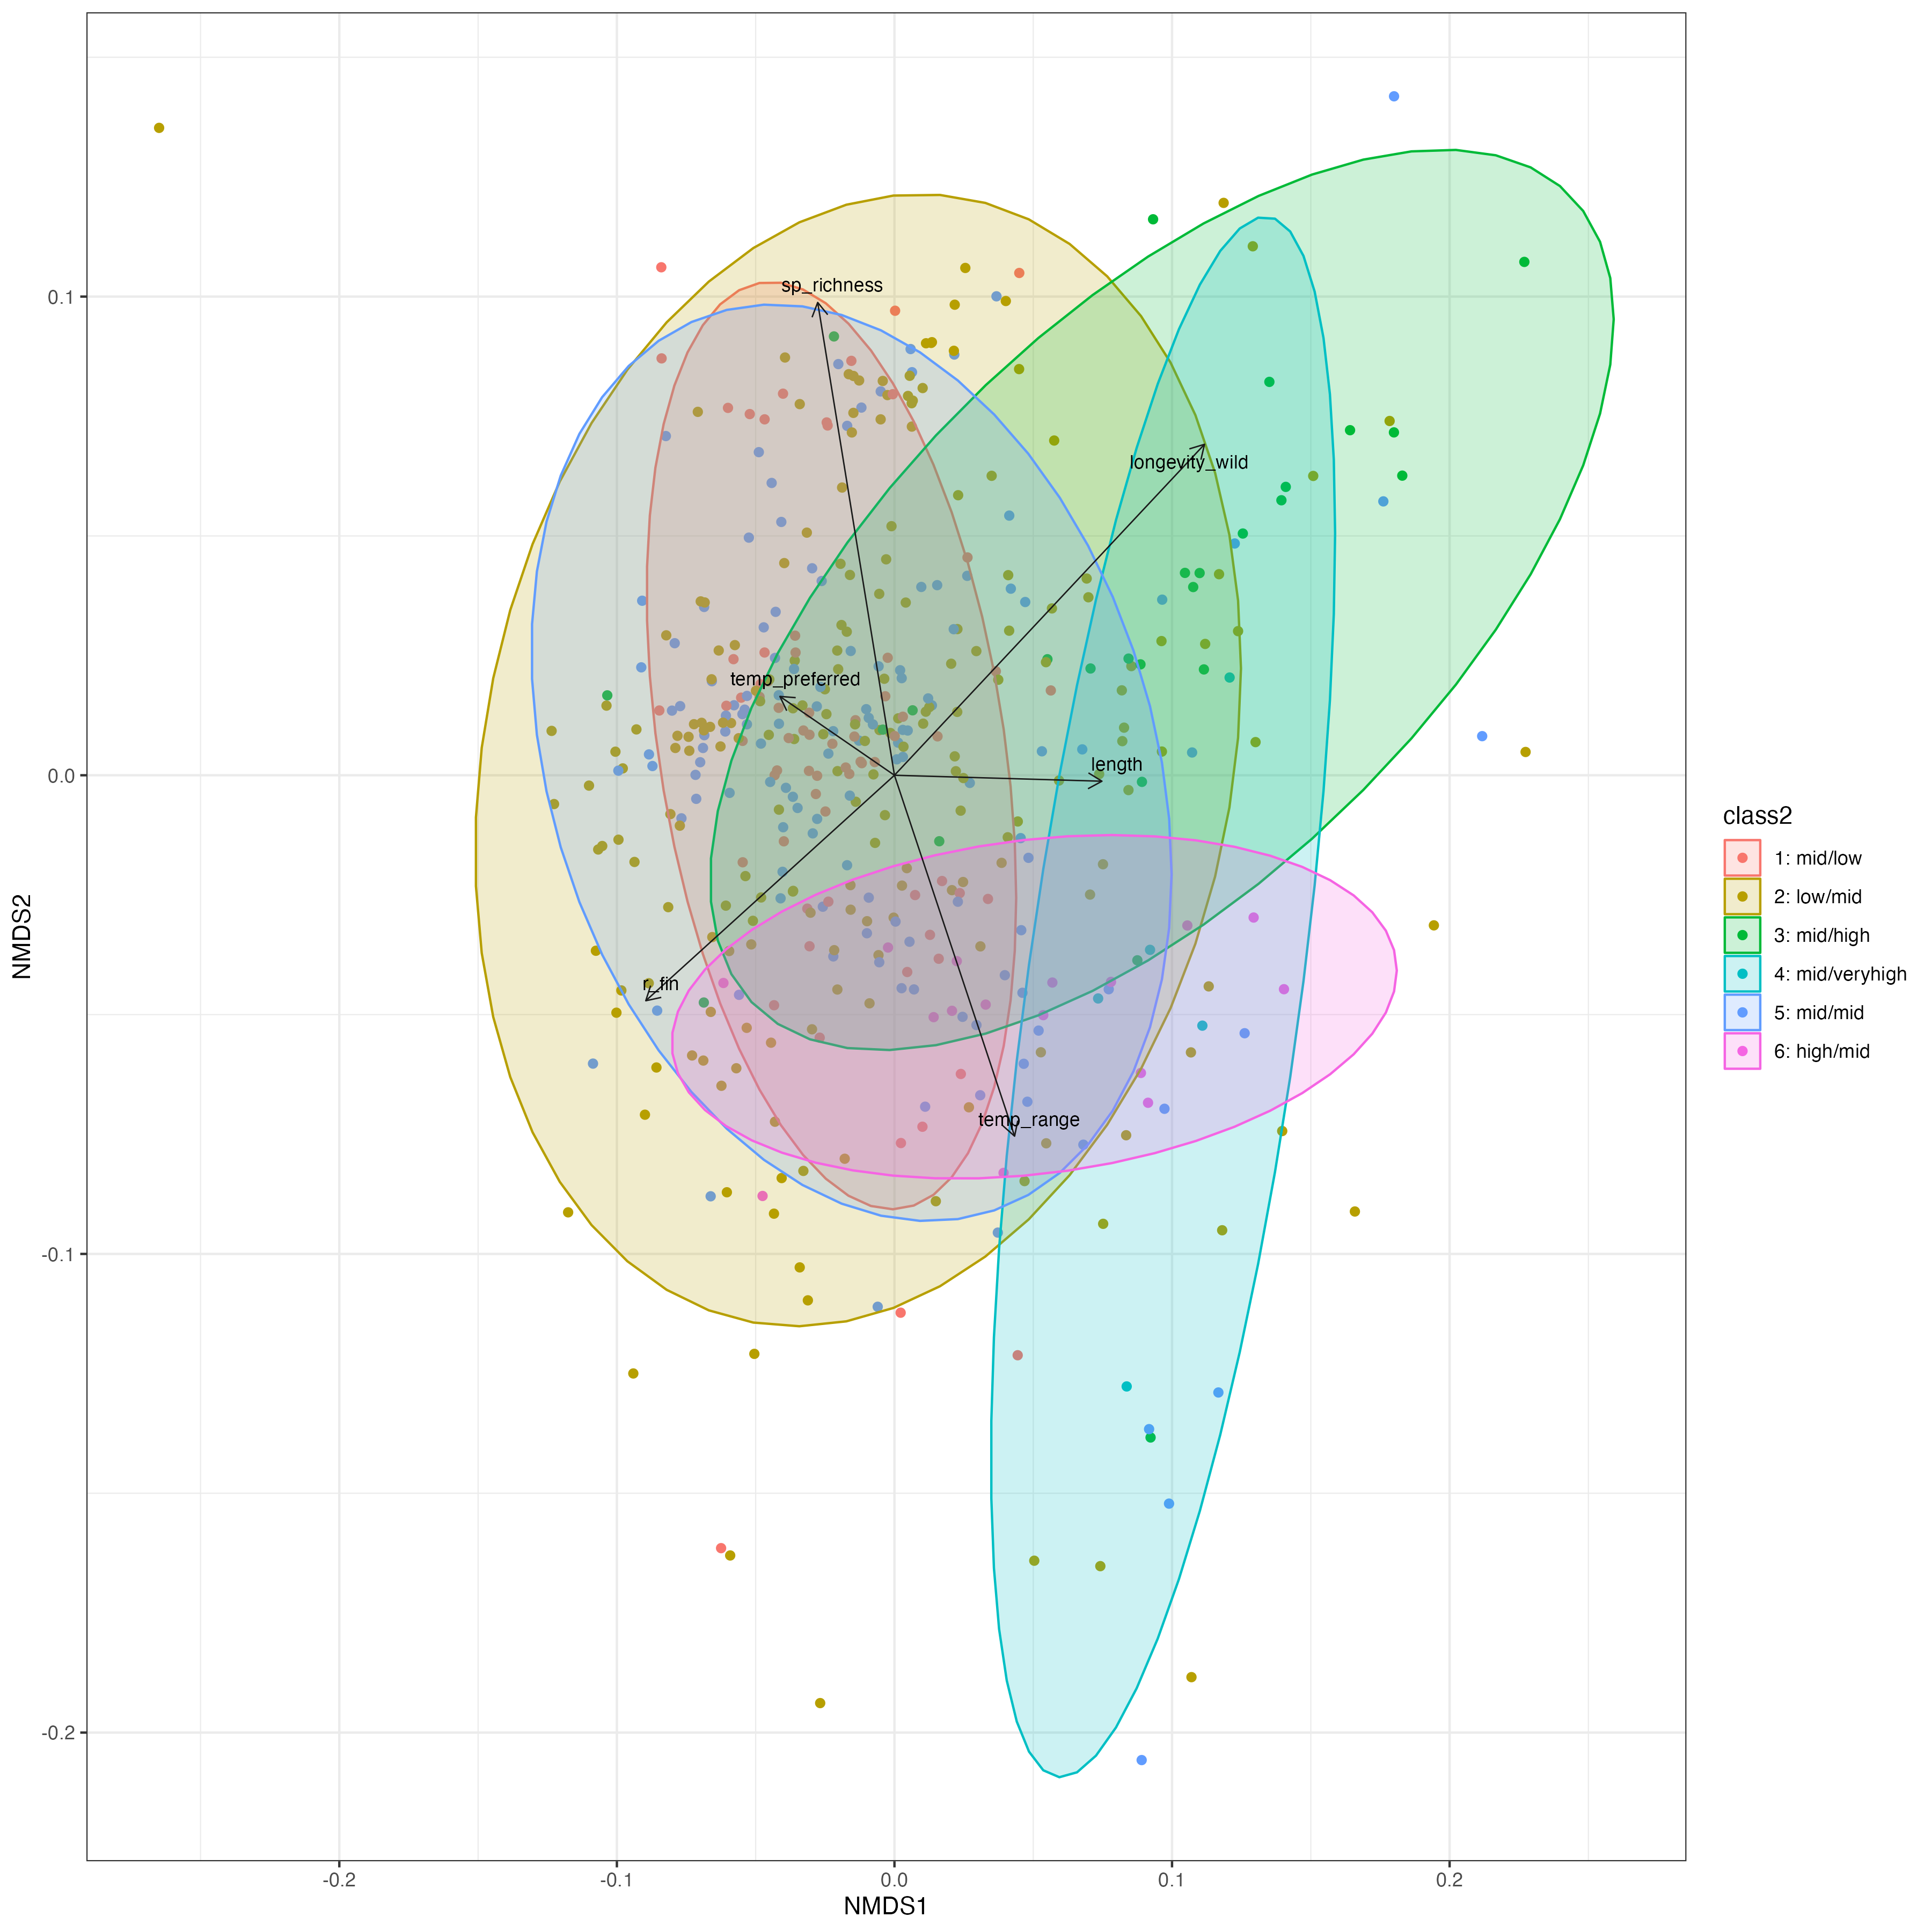 sp_richness
longevity_wild
temp_preferred
length
r_fin
temp_range
0.1
0.0
-0.1
-0.2
NMDS2
-0.2
-0.1
0.0
0.1
0.2
NMDS1
class2
1: mid/low
2: low/mid
3: mid/high
4: mid/veryhigh
5: mid/mid
6: high/mid